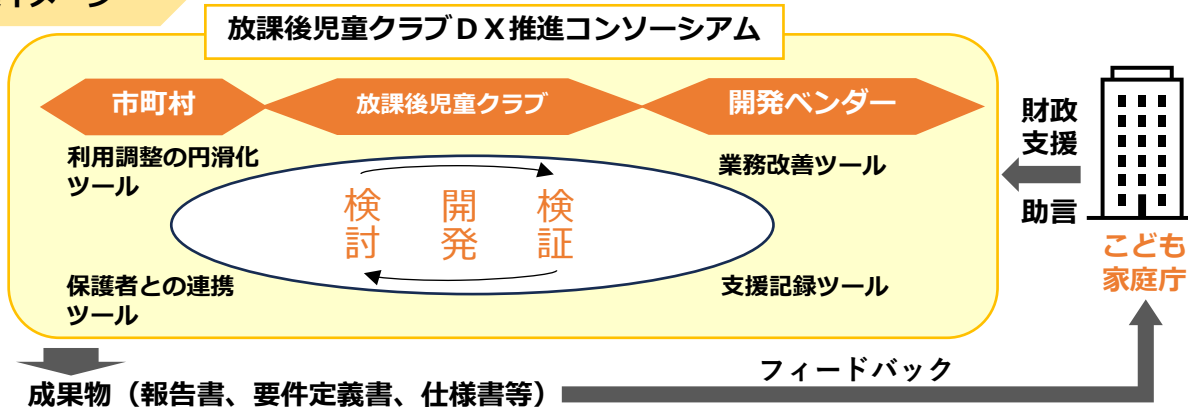 イメージ
放課後児童クラブＤＸ推進コンソーシアム
市町村
放課後児童クラブ
開発ベンダー
利用調整の円滑化
ツール
業務改善ツール
検討
開発
検証
保護者との連携
ツール
支援記録ツール
財政
支援
助言
こども
家庭庁
フィードバック
成果物（報告書、要件定義書、仕様書等）